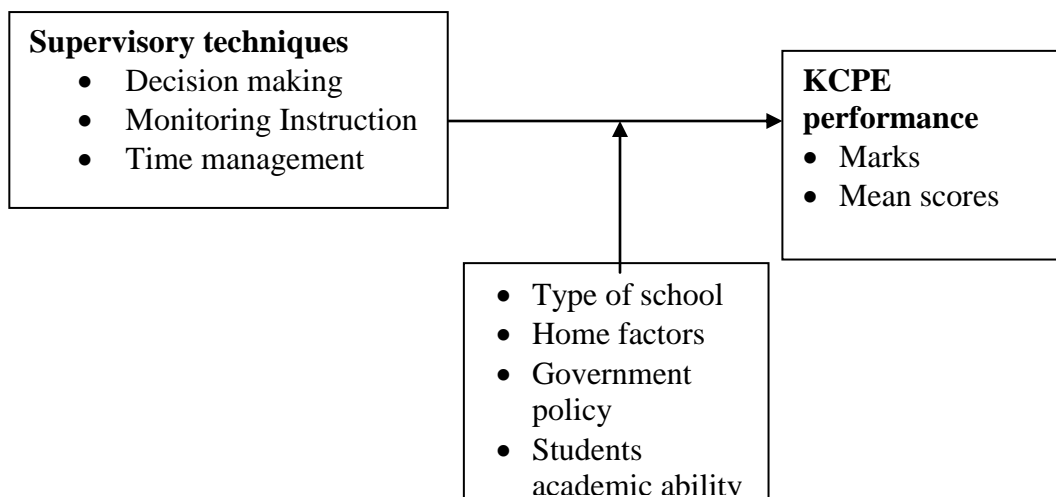 Supervisory techniques
• Decision making
• Monitoring Instruction
• Time management
KCPE
performance
• Marks
• Mean scores
• Type of school
• Home factors
• Government
policy
• Students
academic ability